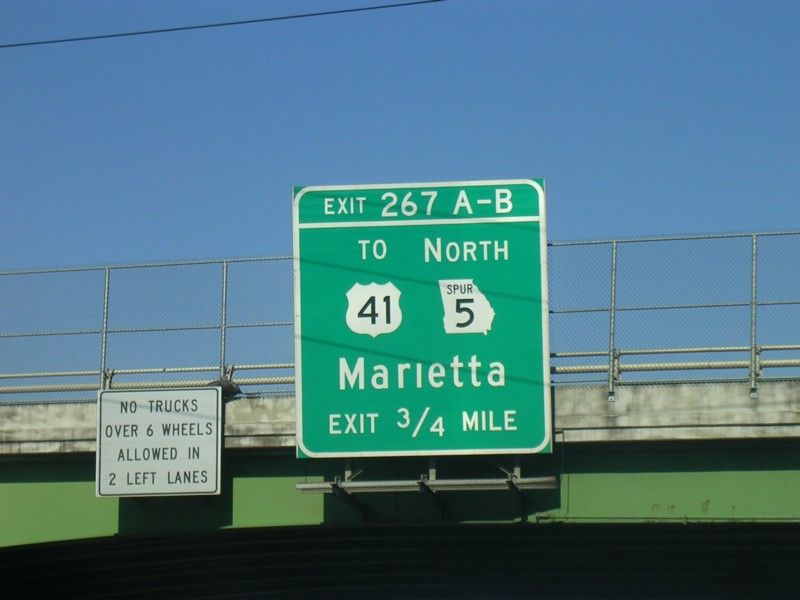 EXIT 267 A-B
TO NORTH
41 SPUR 5
Marietta
EXIT 3/4 MILE
NO TRUCKS
OVER 6 WHEELS
ALLOWED IN
2 LEFT LANES